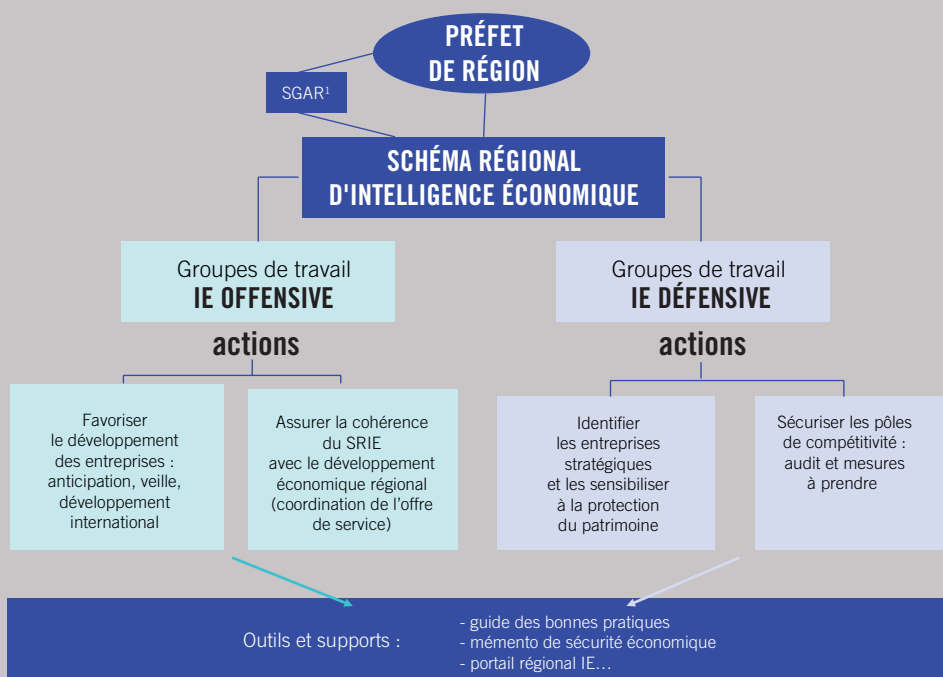 PRÉFET
DE RÉGION
SGAR¹
SCHÉMA RÉGIONAL
D'INTELLIGENCE ÉCONOMIQUE
Groupes de travail
IE OFFENSIVE
actions
Favoriser
le développement
des entreprises :
anticipation, veille,
développement
international
Assurer la cohérence
du SRIE
avec le développement
économique régional
(coordination de l'offre
de service)
Groupes de travail
IE DÉFENSIVE
actions
Identifier
les entreprises
stratégiques
et les sensibiliser
à la protection
du patrimoine
Sécuriser les pôles
de compétitivité :
audit et mesures
à prendre
Outils et supports :
- guide des bonnes pratiques
- mémento de sécurité économique
- portail régional IE...